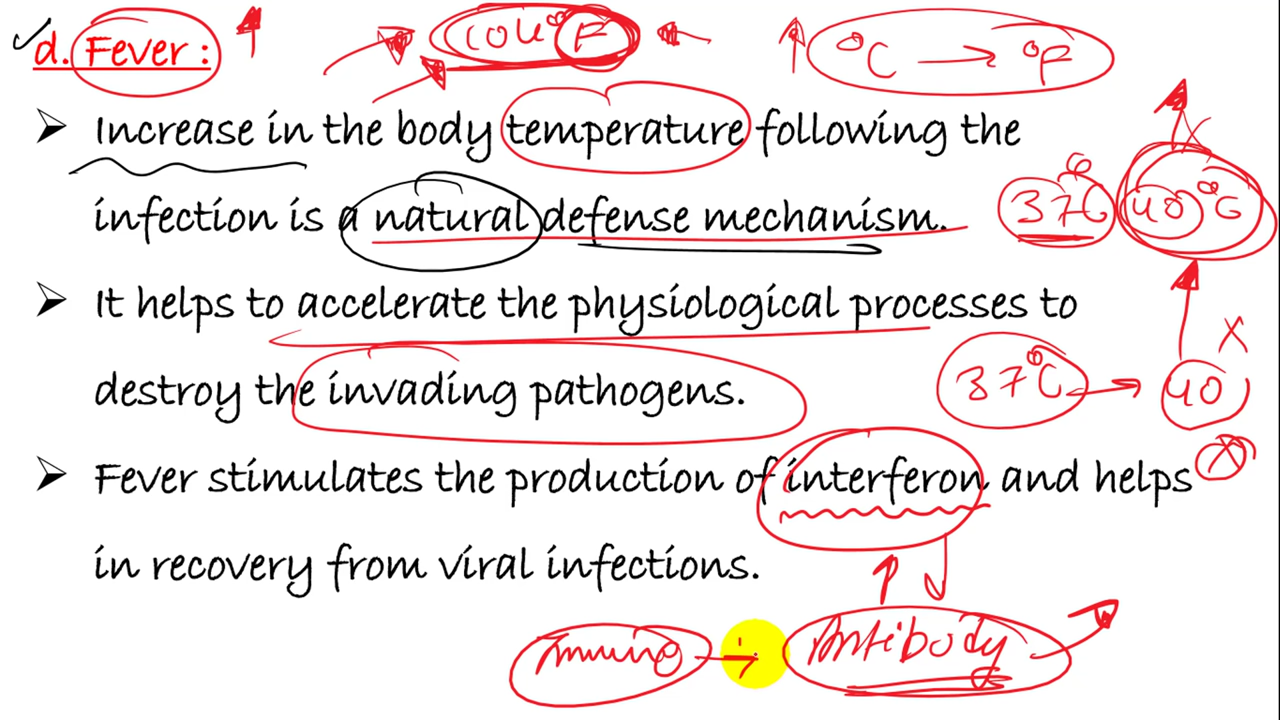 d. Fever : 104°F °C → °F
➢ Increase in the body temperature following the
infection is a natural defense mechanism. 37°C 40°C
➢ It helps to accelerate the physiological processes to
37°C → 40 X
destroy the invading pathogens.
➢ Fever stimulates the production of interferon and helps
in recovery from viral infections.
→ Antibody